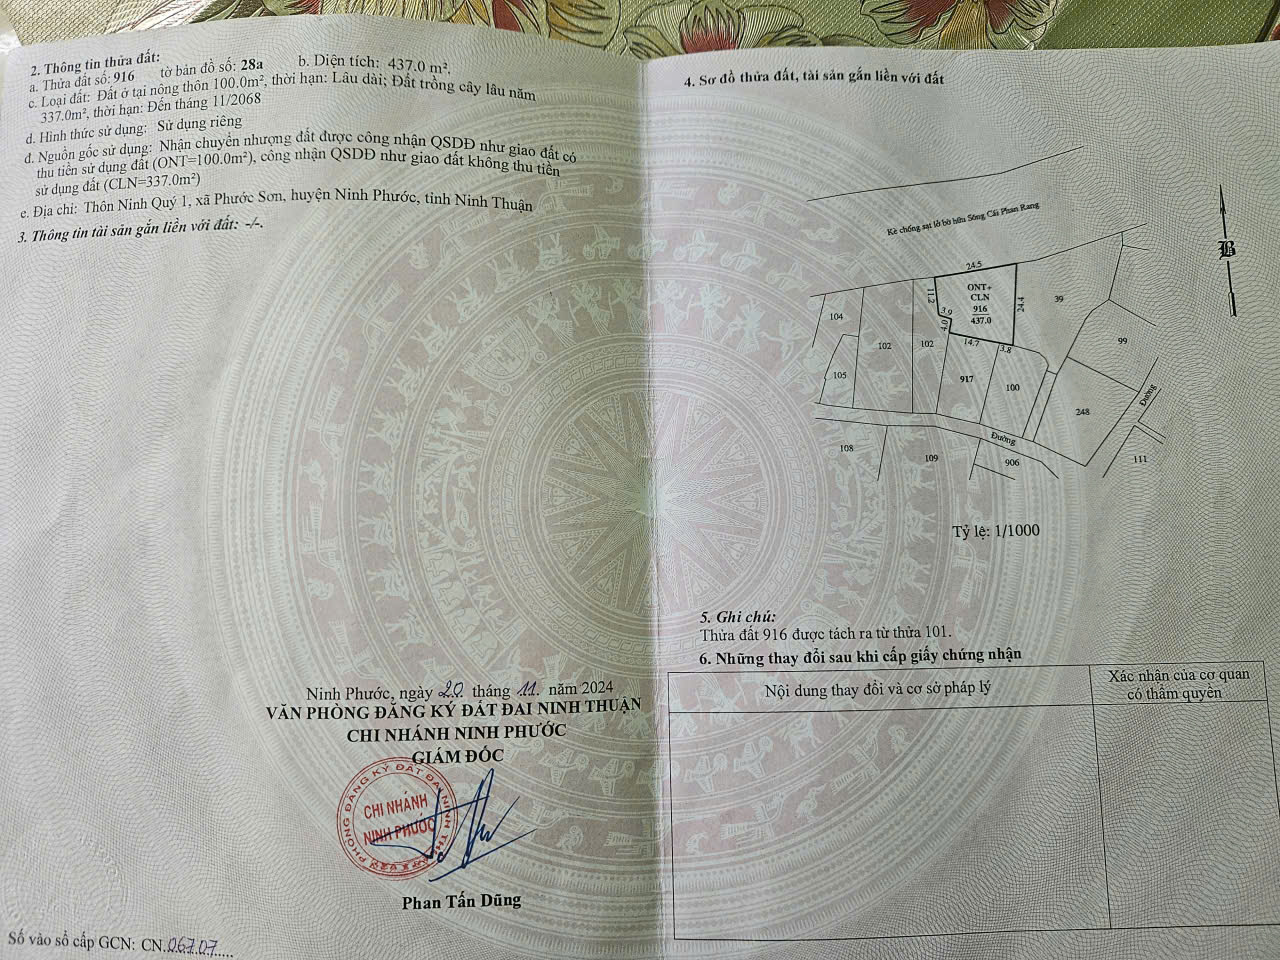 2. Thông tin thửa đất:
a. Thửa đất số: 916 tờ bản đồ số: 28a b. Diện tích: 437.0 m².
c. Loại đất: Đất ở tại nông thôn 100.0m², thời hạn: Lâu dài; Đất trồng cây lâu năm
337.0m², thời hạn: Đến tháng 11/2068
d. Hình thức sử dụng: Sử dụng riêng
đ. Nguồn gốc sử dụng: Nhận chuyển nhượng đất được công nhận QSDĐ như giao đất có
thu tiền sử dụng đất (ONT=100.0m²), công nhận QSDĐ như giao đất không thu tiền
sử dụng đất (CLN=337.0m²)
e. Địa chỉ: Thôn Ninh Quý 1, xã Phước Sơn, huyện Ninh Phước, tỉnh Ninh Thuận
3. Thông tin tài sản gắn liền với đất: -/-.
Ninh Phước, ngày 20 tháng 11. năm 2024
VĂN PHÒNG ĐĂNG KÝ ĐẤT ĐAI NINH THUẬN
CHI NHÁNH NINH PHƯỚC
GIÁM ĐỐC
PHÒNG ĐĂNG KÝ ĐẤT ĐAI NINH
CHI NHÁNH
NINH PHƯỚC
Phan Tấn Dũng
Số vào sổ cấp GCN: CN.06707.....
4. Sơ đồ thửa đất, tài sản gắn liền với đất
Kè chống sạt lở bờ hữu Sông Cái Phan Rang
B
24.5
11.2
ONT+
CLN
916
437.0
24.4
3.9
4.0
14.7
3.8
39
104
102
102
99
105
917
100
248
Đường
Đường
108
109
906
111
Tỷ lệ: 1/1000
5. Ghi chú:
Thửa đất 916 được tách ra từ thửa 101.
6. Những thay đổi sau khi cấp giấy chứng nhận
Nội dung thay đổi và cơ sở pháp lý
Xác nhận của cơ quan
có thẩm quyền